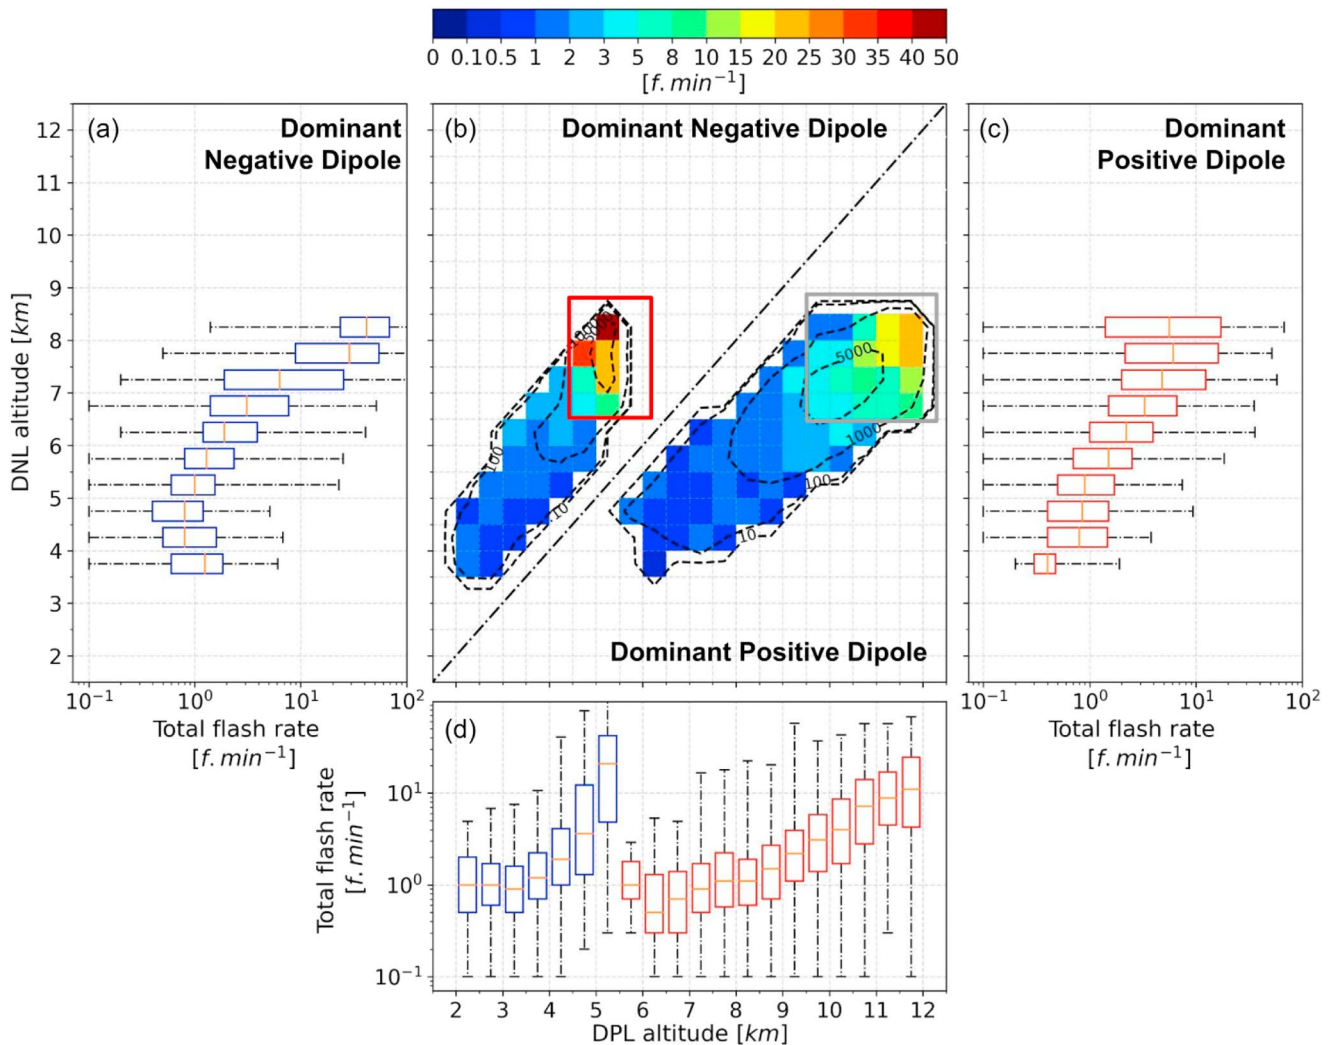 0 0.10 0.5 1 2 3 5 8 10 15 20 25 30 35 40 50
[f. min⁻¹]
(a) Dominant
Negative Dipole
12
11
10
9
8
7
6
5
4
3
2
DNL altitude [km]
10⁻¹ 10⁰ 10¹ 10²
Total flash rate
[f. min⁻¹]
(b) Dominant Negative Dipole
5000
1000
100
100
10
10
Dominant Positive Dipole
(c) Dominant
Positive Dipole
10⁻¹ 10⁰ 10¹ 10²
Total flash rate
[f. min⁻¹]
(d)
10¹
10⁰
10⁻¹
Total flash rate
[f. min⁻¹]
2 3 4 5 6 7 8 9 10 11 12
DPL altitude [km]